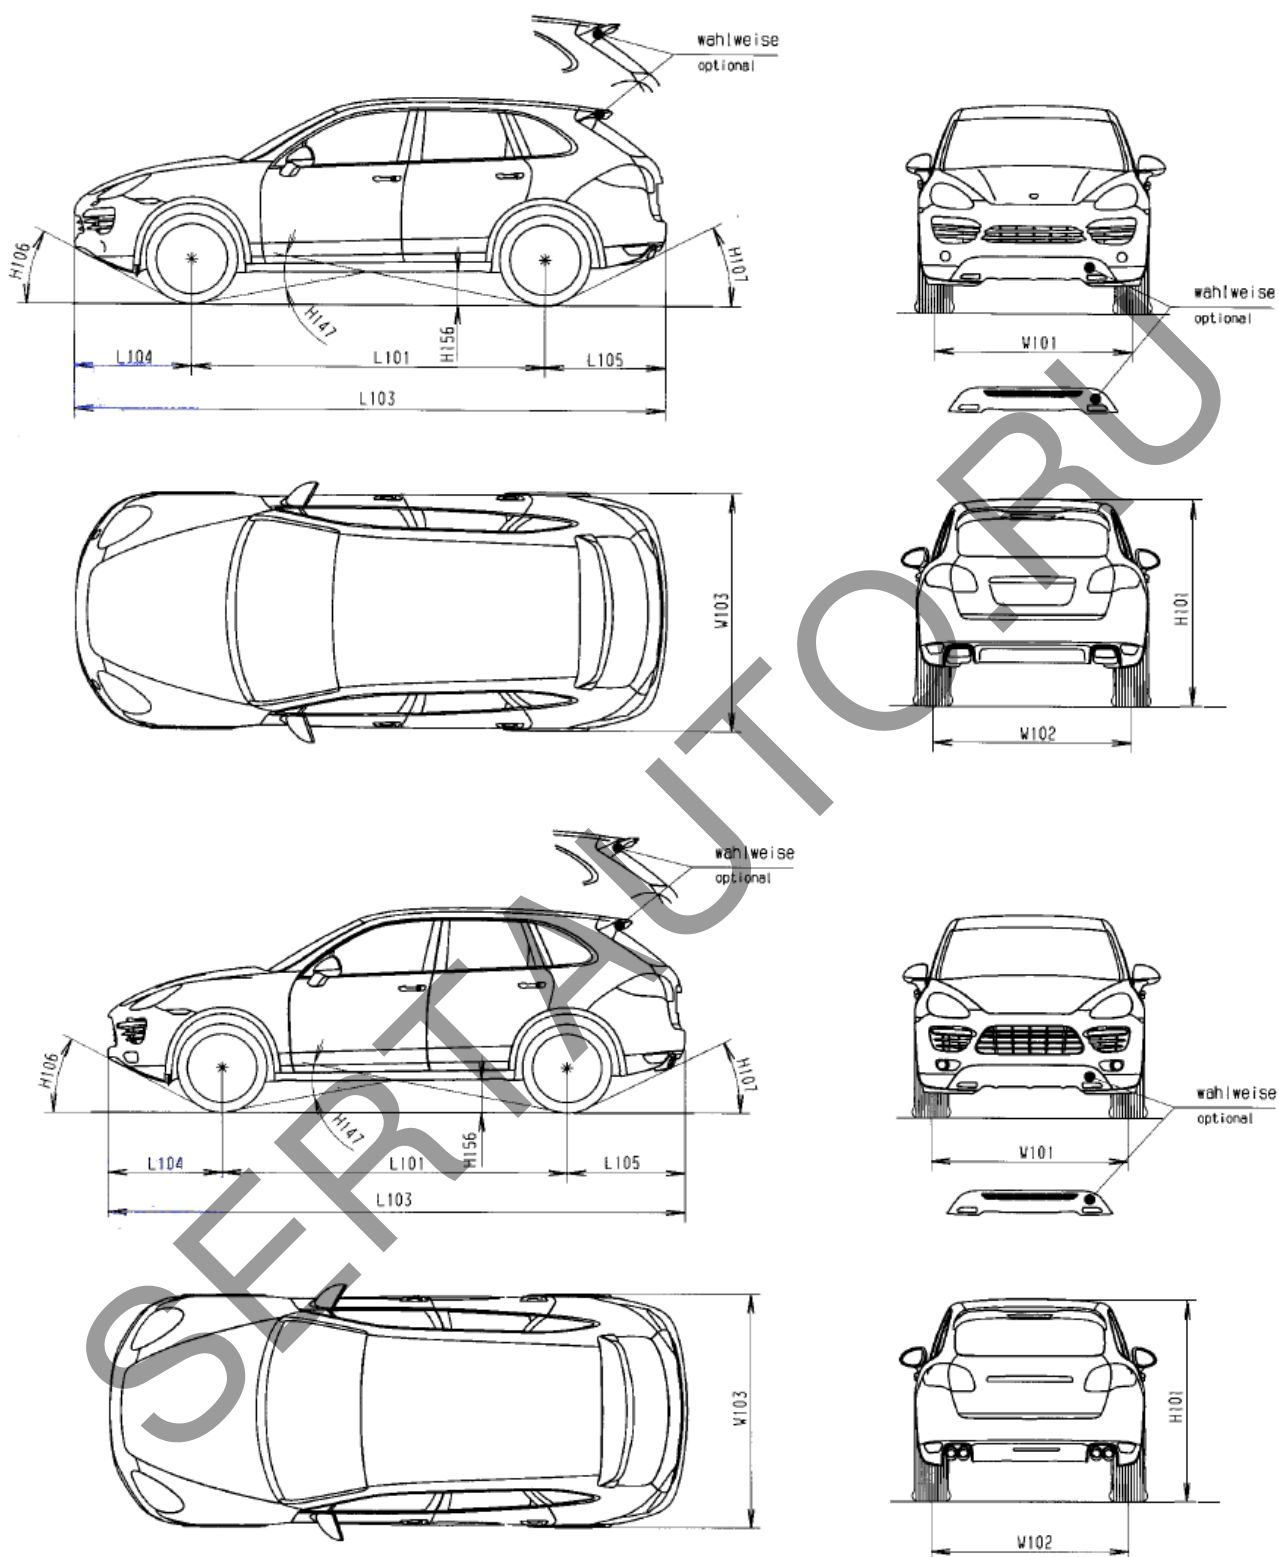 wahlweise
optional
H106
H107
H147
H156
L104
L101
L105
L103
wahlweise
optional
W101
W103
H101
W102
wahlweise
optional
H106
H107
H147
H156
L104
L101
L105
L103
wahlweise
optional
W101
W103
H101
W102
SERTAUTO.RU